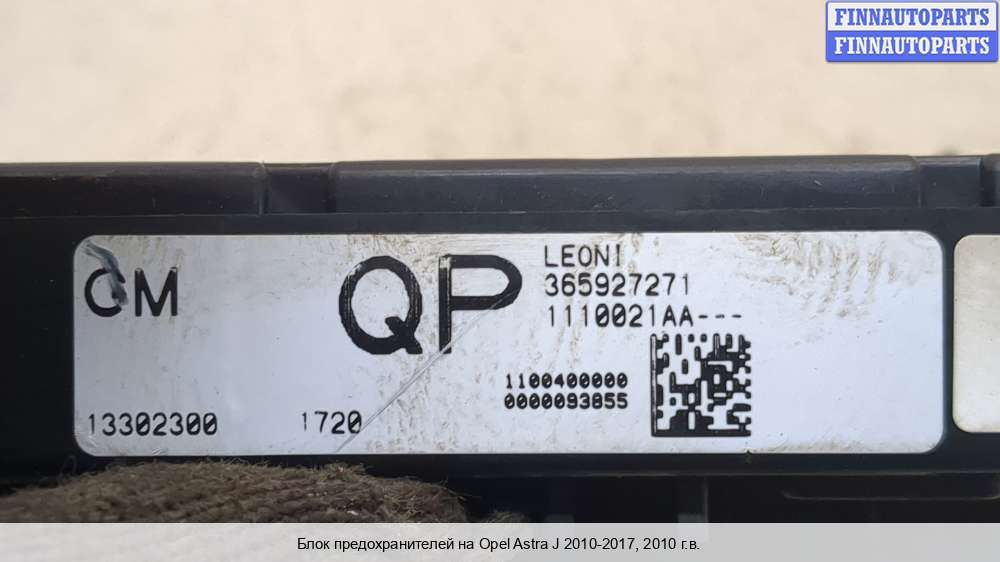 FINNAUTOPARTS
FINNAUTOPARTS
GM
QP
LEONI
365927271
1110021AA---
1100400000
0000093855
13302300
1720
Блок предохранителей на Opel Astra J 2010-2017, 2010 г.в.